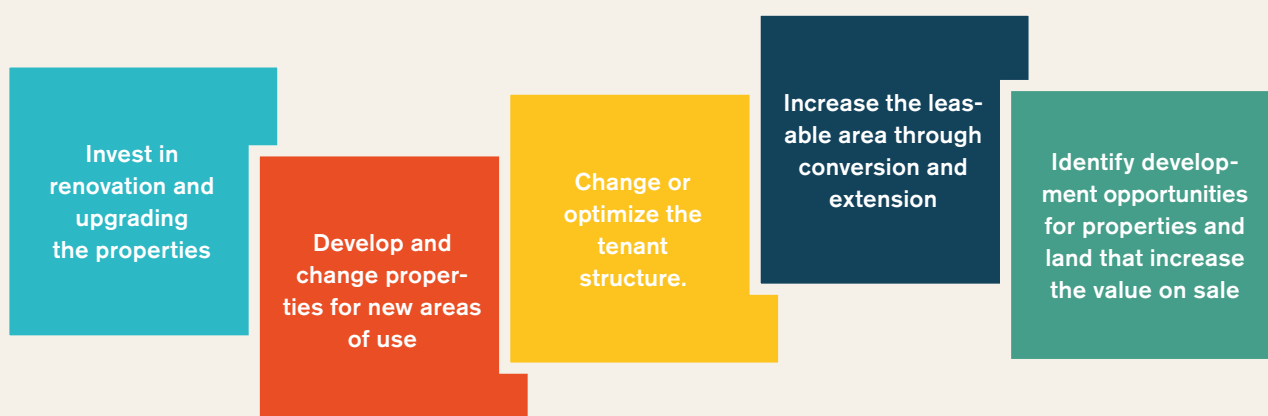 Invest in
renovation and
upgrading
the properties
Develop and
change proper-
ties for new areas
of use
Change or
optimize the
tenant
structure.
Increase the leas-
able area through
conversion and
extension
Identify develop-
ment opportunities
for properties and
land that increase
the value on sale